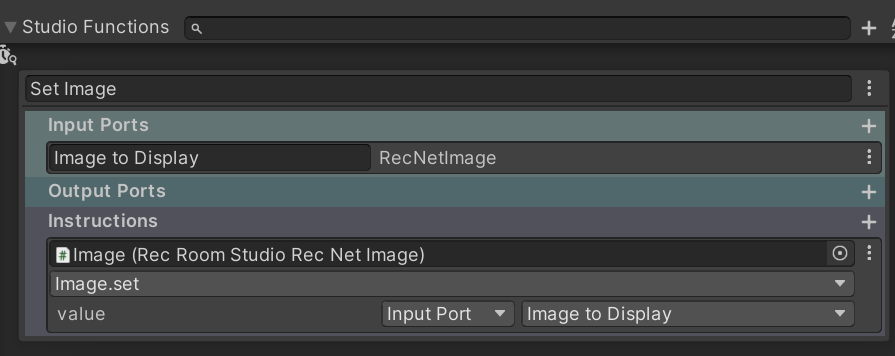 Studio Functions
Set Image
Input Ports
Image to Display RecNetImage
Output Ports
Instructions
# Image (Rec Room Studio Rec Net Image)
Image.set
value Input Port Image to Display